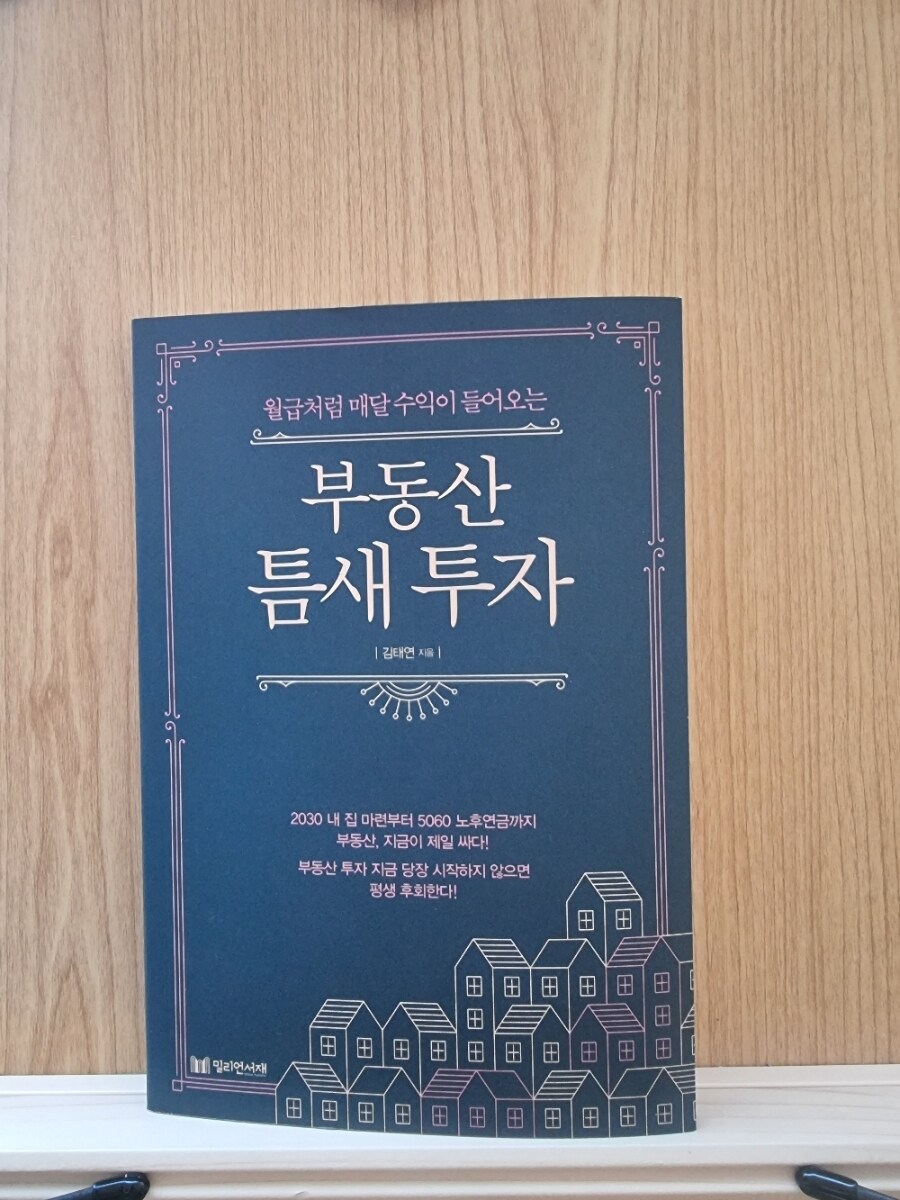 월급처럼 매달 수익이 들어오는
부동산
틈새 투자
| 김태연 지음 |
2030 내 집 마련부터 5060 노후연금까지
부동산, 지금이 제일 싸다!
부동산 투자 지금 당장 시작하지 않으면
평생 후회한다!
밀리언서재